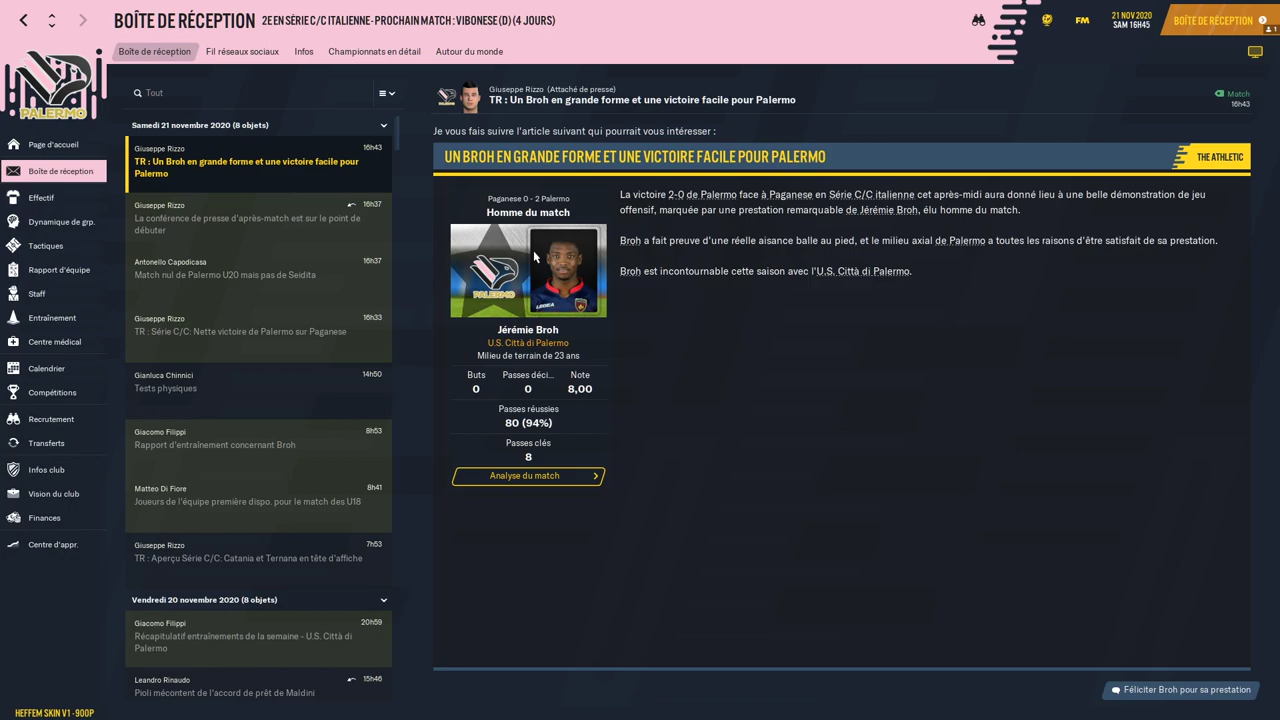 BOÎTE DE RÉCEPTION
2E EN SÉRIE C/C ITALIENNE - PROCHAIN MATCH : VIBONESE (D) (4 JOURS)
FM
21 NOV 2020
SAM 16H45
BOÎTE DE RÉCEPTION
1
Boîte de réception
Fil réseaux sociaux
Infos
Championnats en détail
Autour du monde
PALERMO
Page d'accueil
Boîte de réception
Effectif
Dynamique de grp.
Tactiques
Rapport d'équipe
Staff
Entraînement
Centre médical
Calendrier
Compétitions
Recrutement
Transferts
Infos club
Vision du club
Finances
Centre d'appr.
HEFFEM SKIN V1 - 900P
Tout
Samedi 21 novembre 2020 (8 objets)
Giuseppe Rizzo 16h43
TR : Un Broh en grande forme et une victoire facile pour
Palermo
Giuseppe Rizzo 16h37
La conférence de presse d'après-match est sur le point de
débuter
Antonello Capodicasa 16h37
Match nul de Palermo U20 mais pas de Seidita
Giuseppe Rizzo 16h33
TR : Série C/C: Nette victoire de Palermo sur Paganese
Gianluca Chinnici 14h50
Tests physiques
Giacomo Filippi 8h53
Rapport d'entraînement concernant Broh
Matteo Di Fiore 8h41
Joueurs de l'équipe première dispo. pour le match des U18
Giuseppe Rizzo 7h53
TR : Aperçu Série C/C: Catania et Ternana en tête d'affiche
Vendredi 20 novembre 2020 (8 objets)
Giacomo Filippi 20h59
Récapitulatif entraînements de la semaine - U.S. Città di
Palermo
Leandro Rinaudo 15h46
Pioli mécontent de l'accord de prêt de Maldini
Giuseppe Rizzo (Attaché de presse)
TR : Un Broh en grande forme et une victoire facile pour Palermo
Match
16h43
Je vous fais suivre l'article suivant qui pourrait vous intéresser :
UN BROH EN GRANDE FORME ET UNE VICTOIRE FACILE POUR PALERMO
THE ATHLETIC
Paganese 0 - 2 Palermo
Homme du match
PALERMO
LEGEA
Jérémie Broh
U.S. Città di Palermo
Milieu de terrain de 23 ans
Buts Passes déci... Note
0 0 8,00
Passes réussies
80 (94%)
Passes clés
8
Analyse du match
La victoire 2-0 de Palermo face à Paganese en Série C/C italienne cet après-midi aura donné lieu à une belle démonstration de jeu
offensif, marquée par une prestation remarquable de Jérémie Broh, élu homme du match.
Broh a fait preuve d'une réelle aisance balle au pied, et le milieu axial de Palermo a toutes les raisons d'être satisfait de sa prestation.
Broh est incontournable cette saison avec l'U.S. Città di Palermo.
Féliciter Broh pour sa prestation